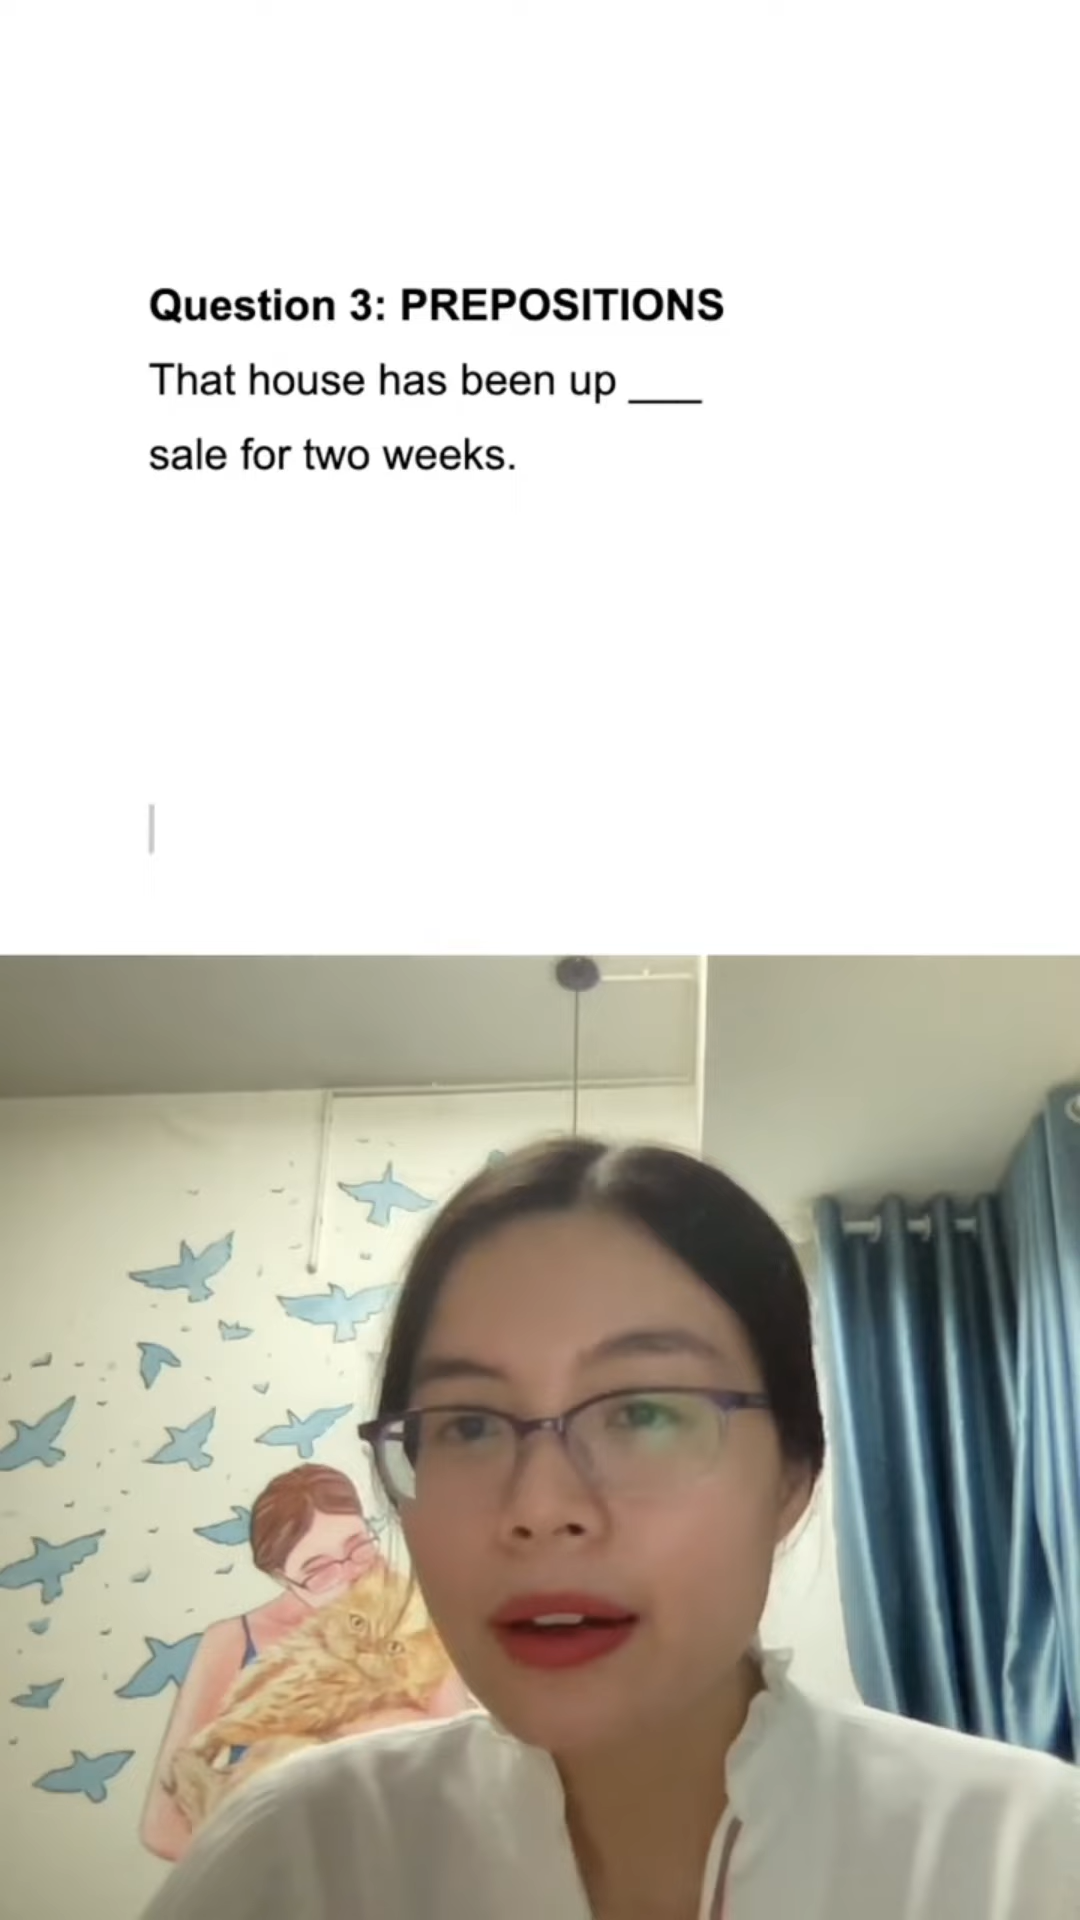 Question 3: PREPOSITIONS
That house has been up ___
sale for two weeks.